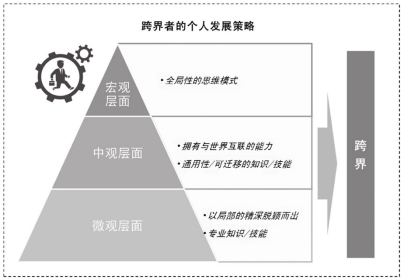 跨界者的个人发展策略
宏观
层面
• 全局性的思维模式
中观层面
• 拥有与世界互联的能力
• 通用性/可迁移的知识/技能
微观层面
• 以局部的精深脱颖而出
• 专业知识/技能
跨
界